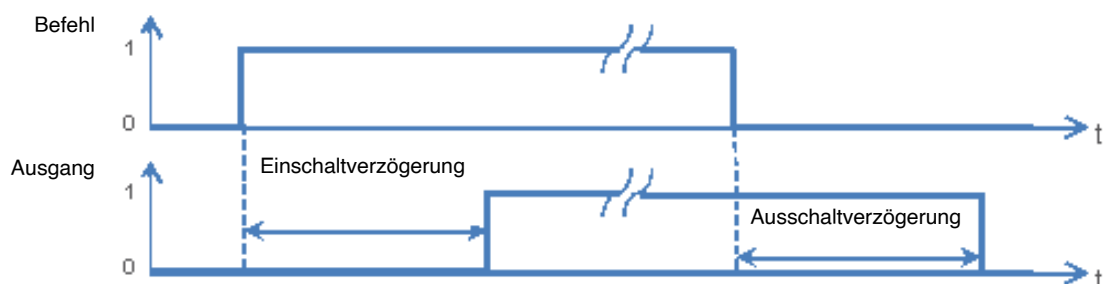 Befehl
1
0
t
Ausgang
Einschaltverzögerung
1
Ausschaltverzögerung
0
t